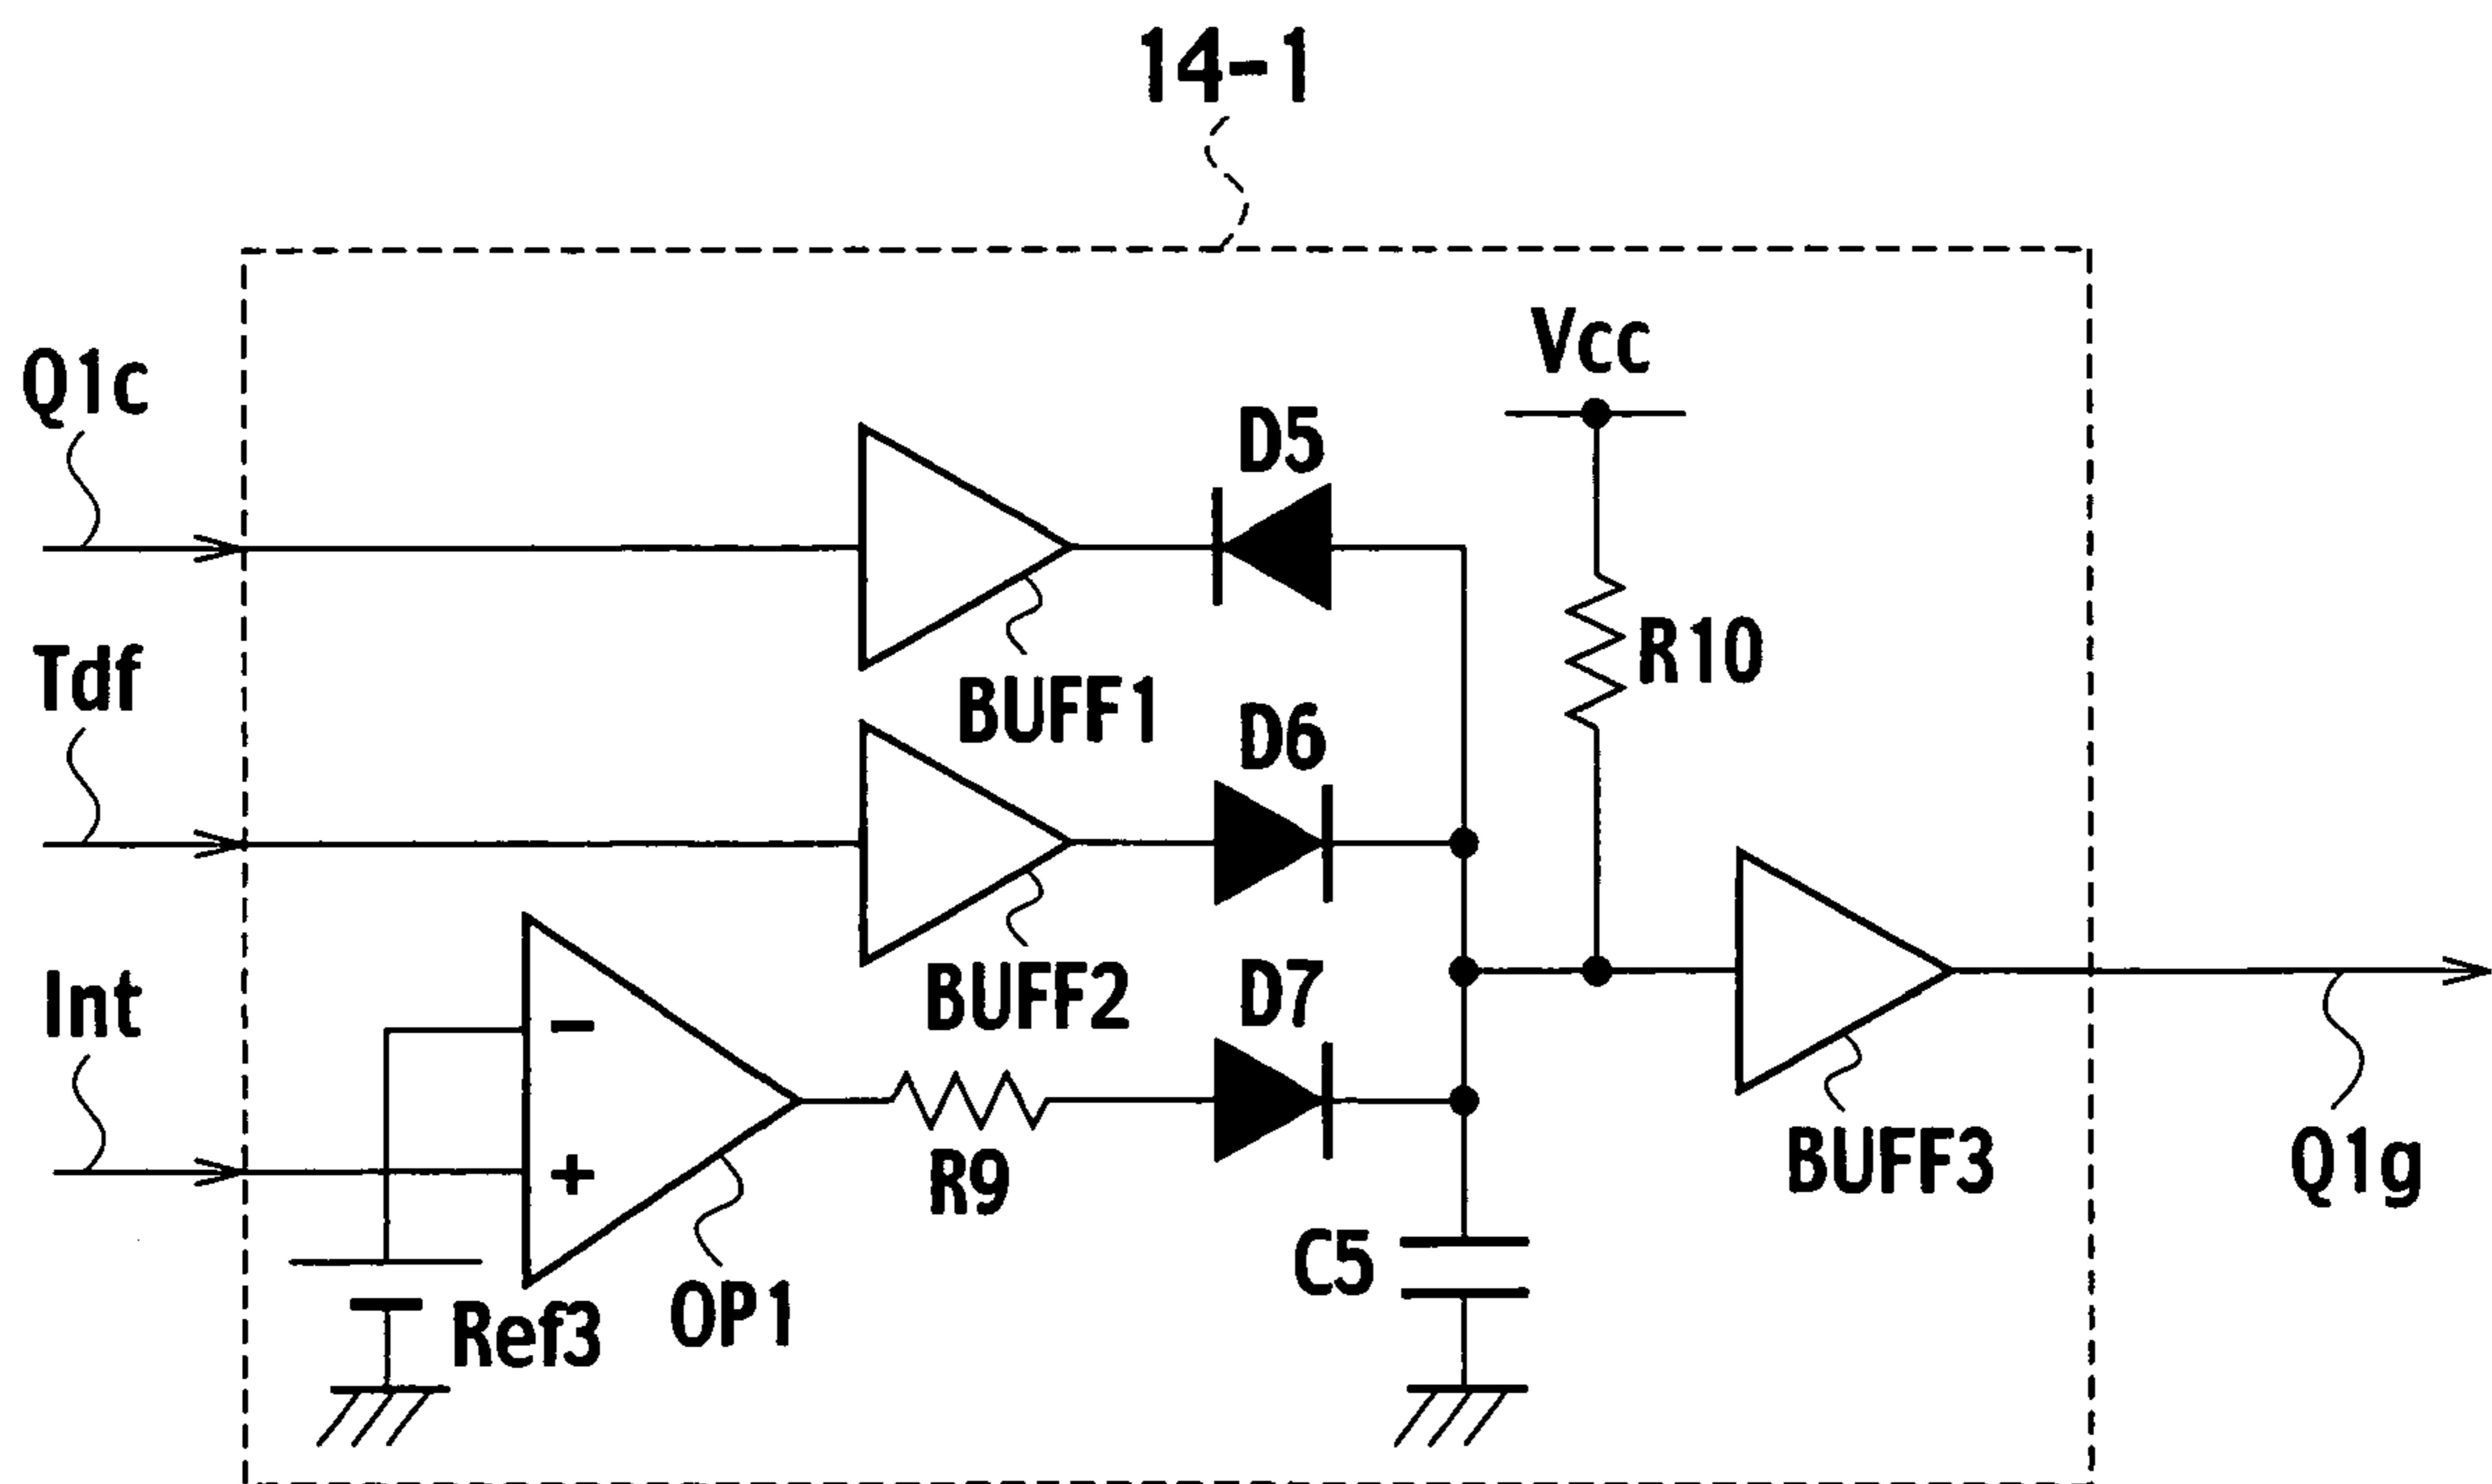 14-1
Vcc
Q1c
D5
R10
Tdf
BUFF1
D6
Int
BUFF2
D7
−
+
R9
BUFF3
Q1g
C5
Ref3
OP1